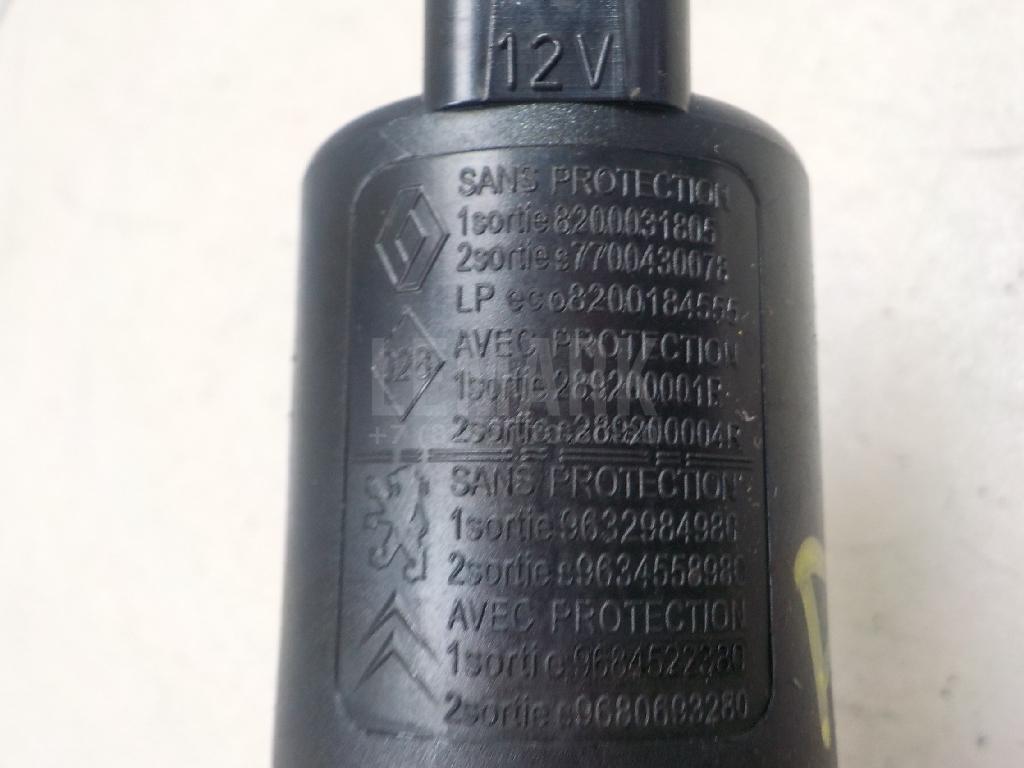 12V
SANS PROTECTION
1sortie 8200031805
2sorties 7700430078
LP eco 8200184555
AVEC PROTECTION
1sortie 289200001R
2sorties 289200004R
SANS PROTECTION
1sortie 9632984980
2sorties 9634558980
AVEC PROTECTION
1sortie 9684522380
2sorties 9680693280